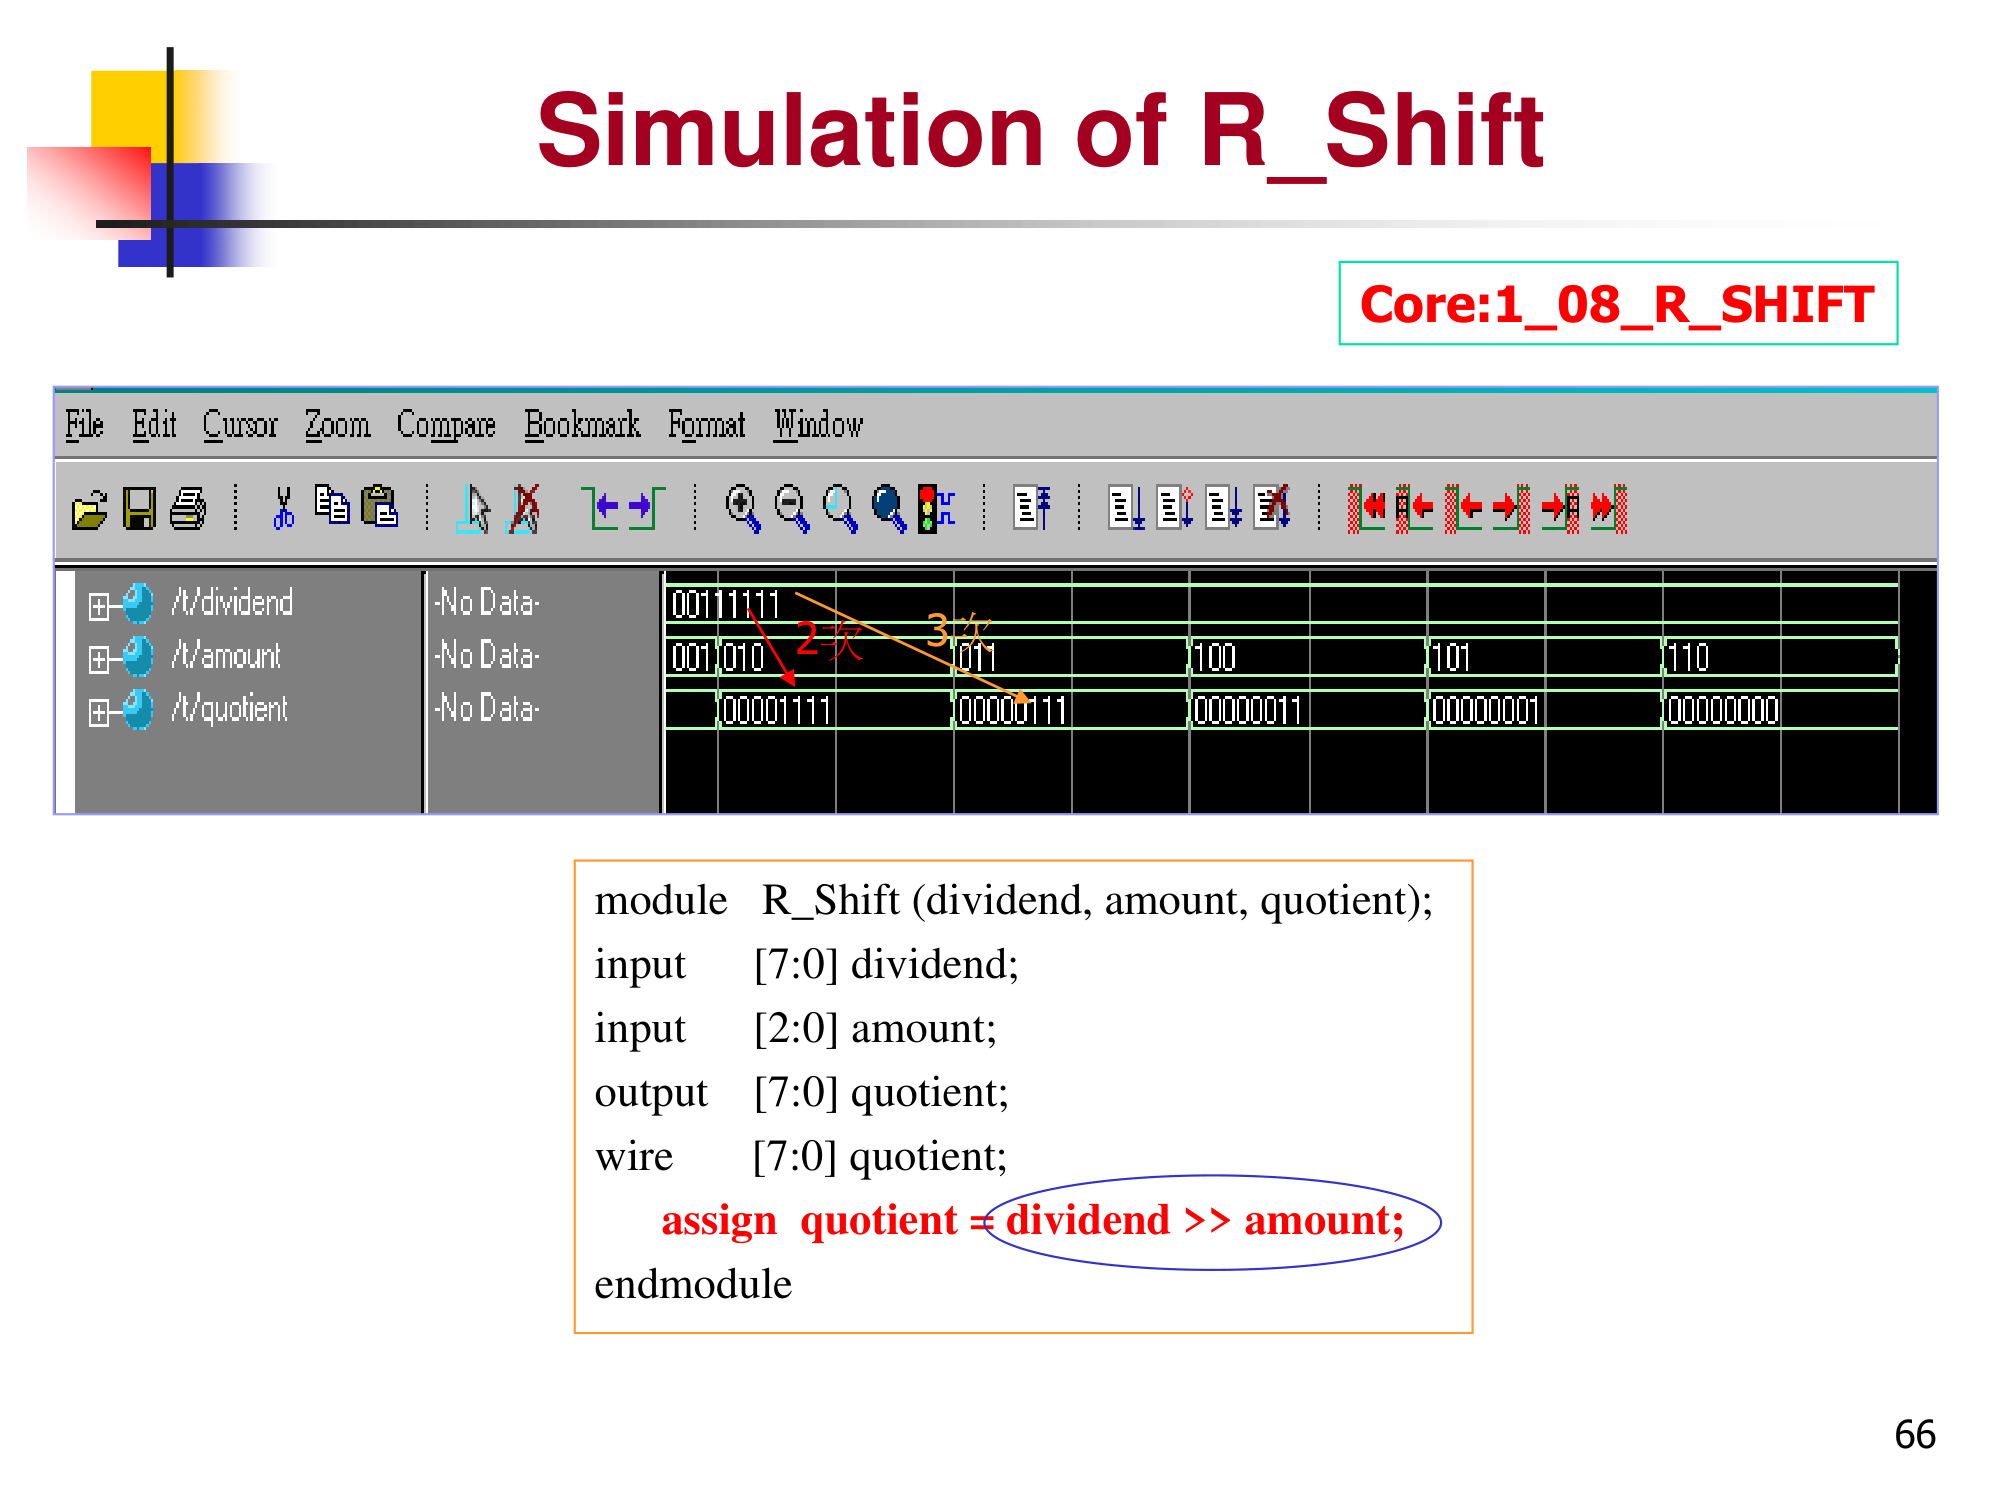 Simulation of R_Shift
Core:1_08_R_SHIFT
File Edit Cursor Zoom Compare Bookmark Format Window
/t/dividend -No Data- 00111111
2次 3次
/t/amount -No Data- 001 010 011 100 101 110
/t/quotient -No Data- 00001111 00000111 00000011 00000001 00000000
module R_Shift (dividend, amount, quotient);
input [7:0] dividend;
input [2:0] amount;
output [7:0] quotient;
wire [7:0] quotient;
assign quotient = dividend >> amount;
endmodule
66